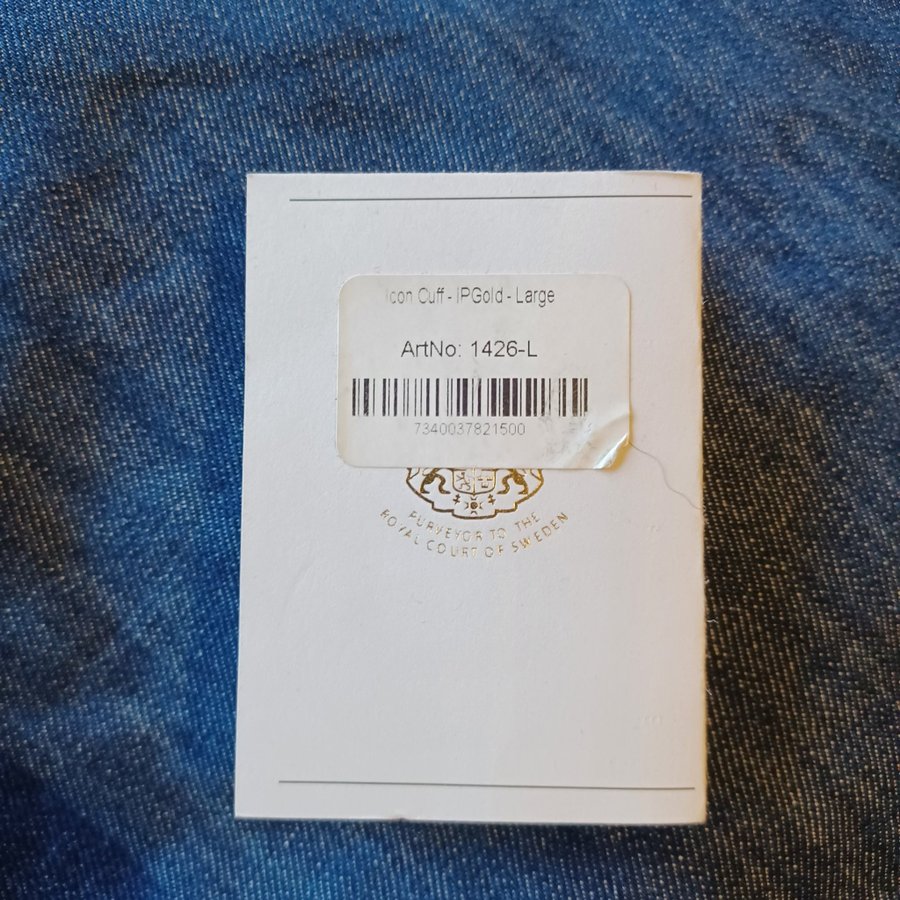 Icon Cuff - IPGold - Large
ArtNo: 1426-L
7340037821500
PURVEYOR TO THE
ROYAL COURT OF SWEDEN